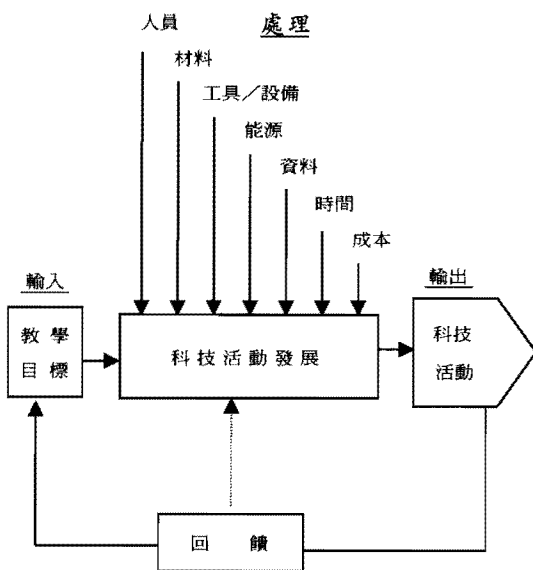 人員
處理
材料
工具／設備
能源
資料
時間
成本
輸入
輸出
教學
目標
科技活動發展
科技
活動
回饋